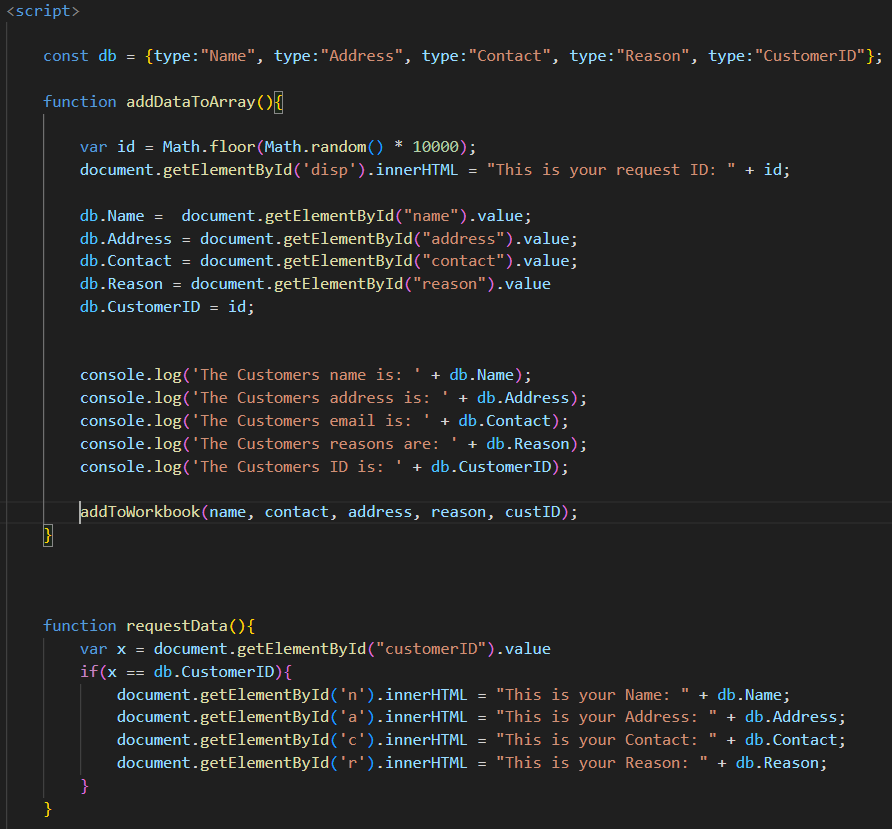 <script>
const db = {type:"Name", type:"Address", type:"Contact", type:"Reason", type:"CustomerID"};
function addDataToArray(){
var id = Math.floor(Math.random() * 10000);
document.getElementById('disp').innerHTML = "This is your request ID: " + id;
db.Name =  document.getElementById("name").value;
db.Address = document.getElementById("address").value;
db.Contact = document.getElementById("contact").value;
db.Reason = document.getElementById("reason").value
db.CustomerID = id;
console.log('The Customers name is: ' + db.Name);
console.log('The Customers address is: ' + db.Address);
console.log('The Customers email is: ' + db.Contact);
console.log('The Customers reasons are: ' + db.Reason);
console.log('The Customers ID is: ' + db.CustomerID);
addToWorkbook(name, contact, address, reason, custID);
}
function requestData(){
var x = document.getElementById("customerID").value
if(x == db.CustomerID){
document.getElementById('n').innerHTML = "This is your Name: " + db.Name;
document.getElementById('a').innerHTML = "This is your Address: " + db.Address;
document.getElementById('c').innerHTML = "This is your Contact: " + db.Contact;
document.getElementById('r').innerHTML = "This is your Reason: " + db.Reason;
}
}